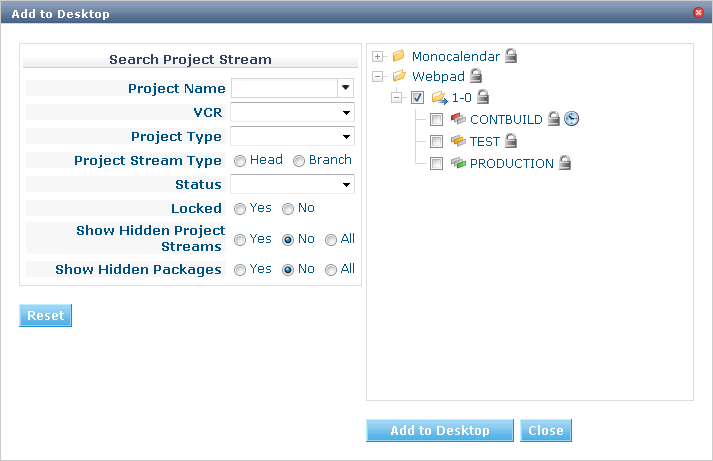 Add to Desktop
Search Project Stream
Project Name
VCR
Project Type
Project Stream Type Head Branch
Status
Locked Yes No
Show Hidden Project
Streams Yes No All
Show Hidden Packages Yes No All
Reset
Monocalendar
Webpad
1-0
CONTBUILD
TEST
PRODUCTION
Add to Desktop Close